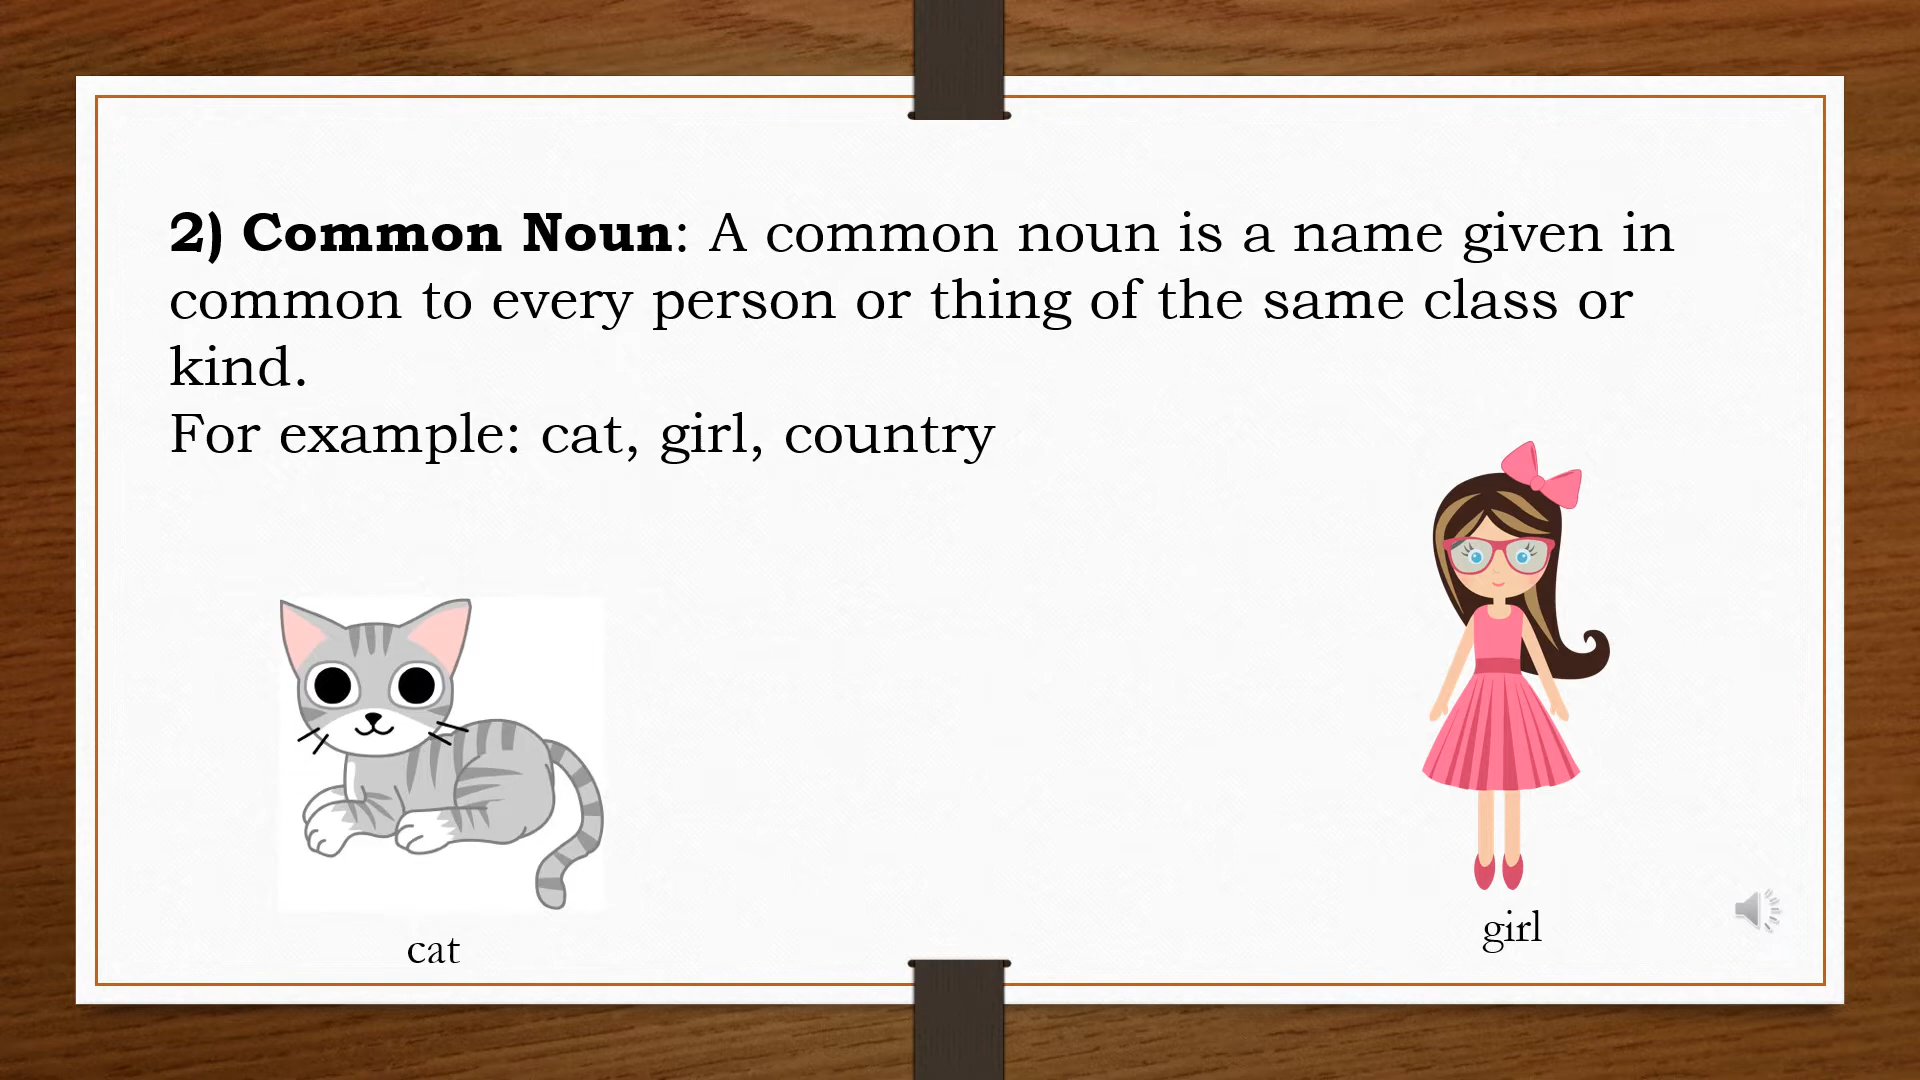 2) Common Noun: A common noun is a name given in
common to every person or thing of the same class or
kind.
For example: cat, girl, country
cat
girl